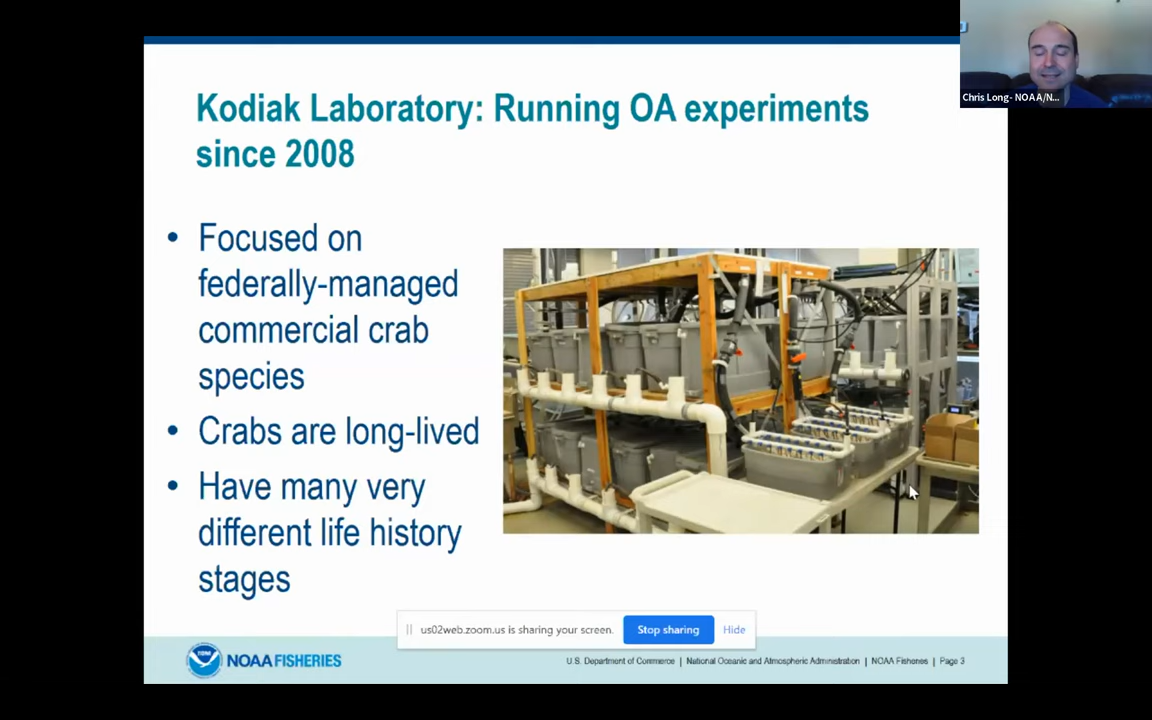 Chris Long- NOAA/N...
Kodiak Laboratory: Running OA experiments
since 2008
• Focused on
federally-managed
commercial crab
species
• Crabs are long-lived
• Have many very
different life history
stages
us02web.zoom.us is sharing your screen.
Stop sharing
Hide
NOAA FISHERIES
U.S. Department of Commerce | National Oceanic and Atmospheric Administration | NOAA Fisheries | Page 3